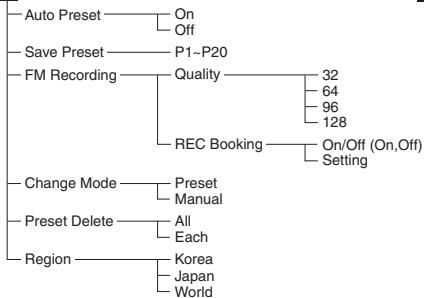 Auto Preset On
Off
Save Preset P1~P20
FM Recording Quality 32
64
96
128
REC Booking On/Off (On,Off)
Setting
Change Mode Preset
Manual
Preset Delete All
Each
Region Korea
Japan
World